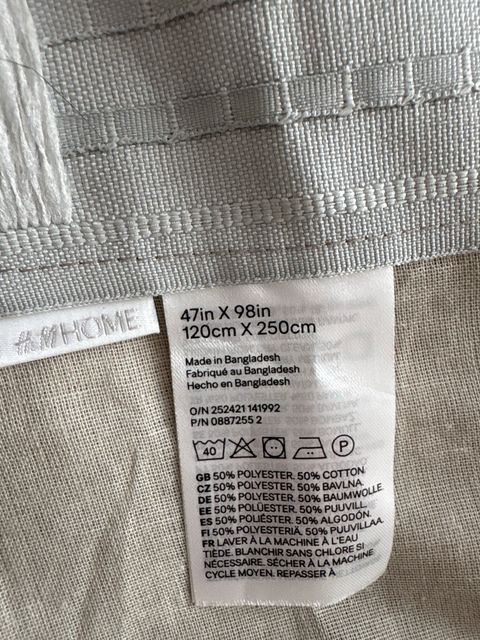 H&M HOME
47in X 98in
120cm X 250cm
Made in Bangladesh
Fabriqué au Bangladesh
Hecho en Bangladesh
O/N 252421 141992
P/N 0887255 2
40 P
GB 50% POLYESTER. 50% COTTON.
CZ 50% POLYESTER. 50% BAVLNA.
DE 50% POLYESTER. 50% BAUMWOLLE.
EE 50% POLÜESTER. 50% PUUVILL.
ES 50% POLIÉSTER. 50% ALGODÓN.
FI 50% POLYESTERIÄ. 50% PUUVILLAA.
FR LAVER À LA MACHINE À L'EAU
TIÈDE. BLANCHIR SANS CHLORE SI
NÉCESSAIRE. SÉCHER À LA MACHINE
CYCLE MOYEN. REPASSER À